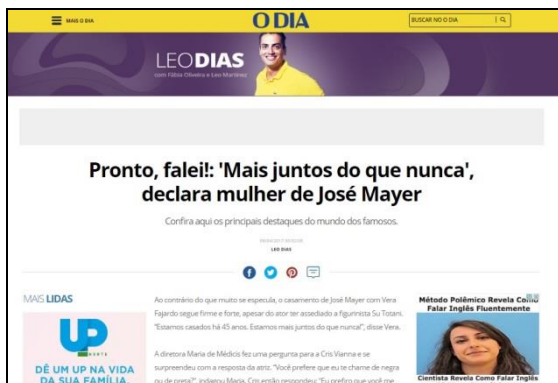 MAIS O DIA
O DIA
BUSCAR NO O DIA
LEODIAS
com Fábia Oliveira e Leo Martinez
Pronto, falei!: 'Mais juntos do que nunca',
declara mulher de José Mayer
Confira aqui os principais destaques do mundo dos famosos.
LEO DIAS
MAIS LIDAS
UP
NORTE
DÊ UM UP NA VIDA
DA SUA FAMÍLIA.
Ao contrário do que muito se especula, o casamento de José Mayer com Vera
Fajardo segue firme e forte, apesar do ator ter assediado a figurinista Su Totani.
"Estamos casados há 45 anos. Estamos mais juntos do que nunca!", disse Vera.
A diretora Maria de Médicis fez uma pergunta para a Cris Vianna e se
surpreendeu com a resposta da atriz. "Você prefere que eu te chame de negra
ou de preta?", indagou Maria. Cris então respondeu: "Eu prefiro que você me
Método Polêmico Revela Como
Falar Inglês Fluentemente
Cientista Revela Como Falar Inglês